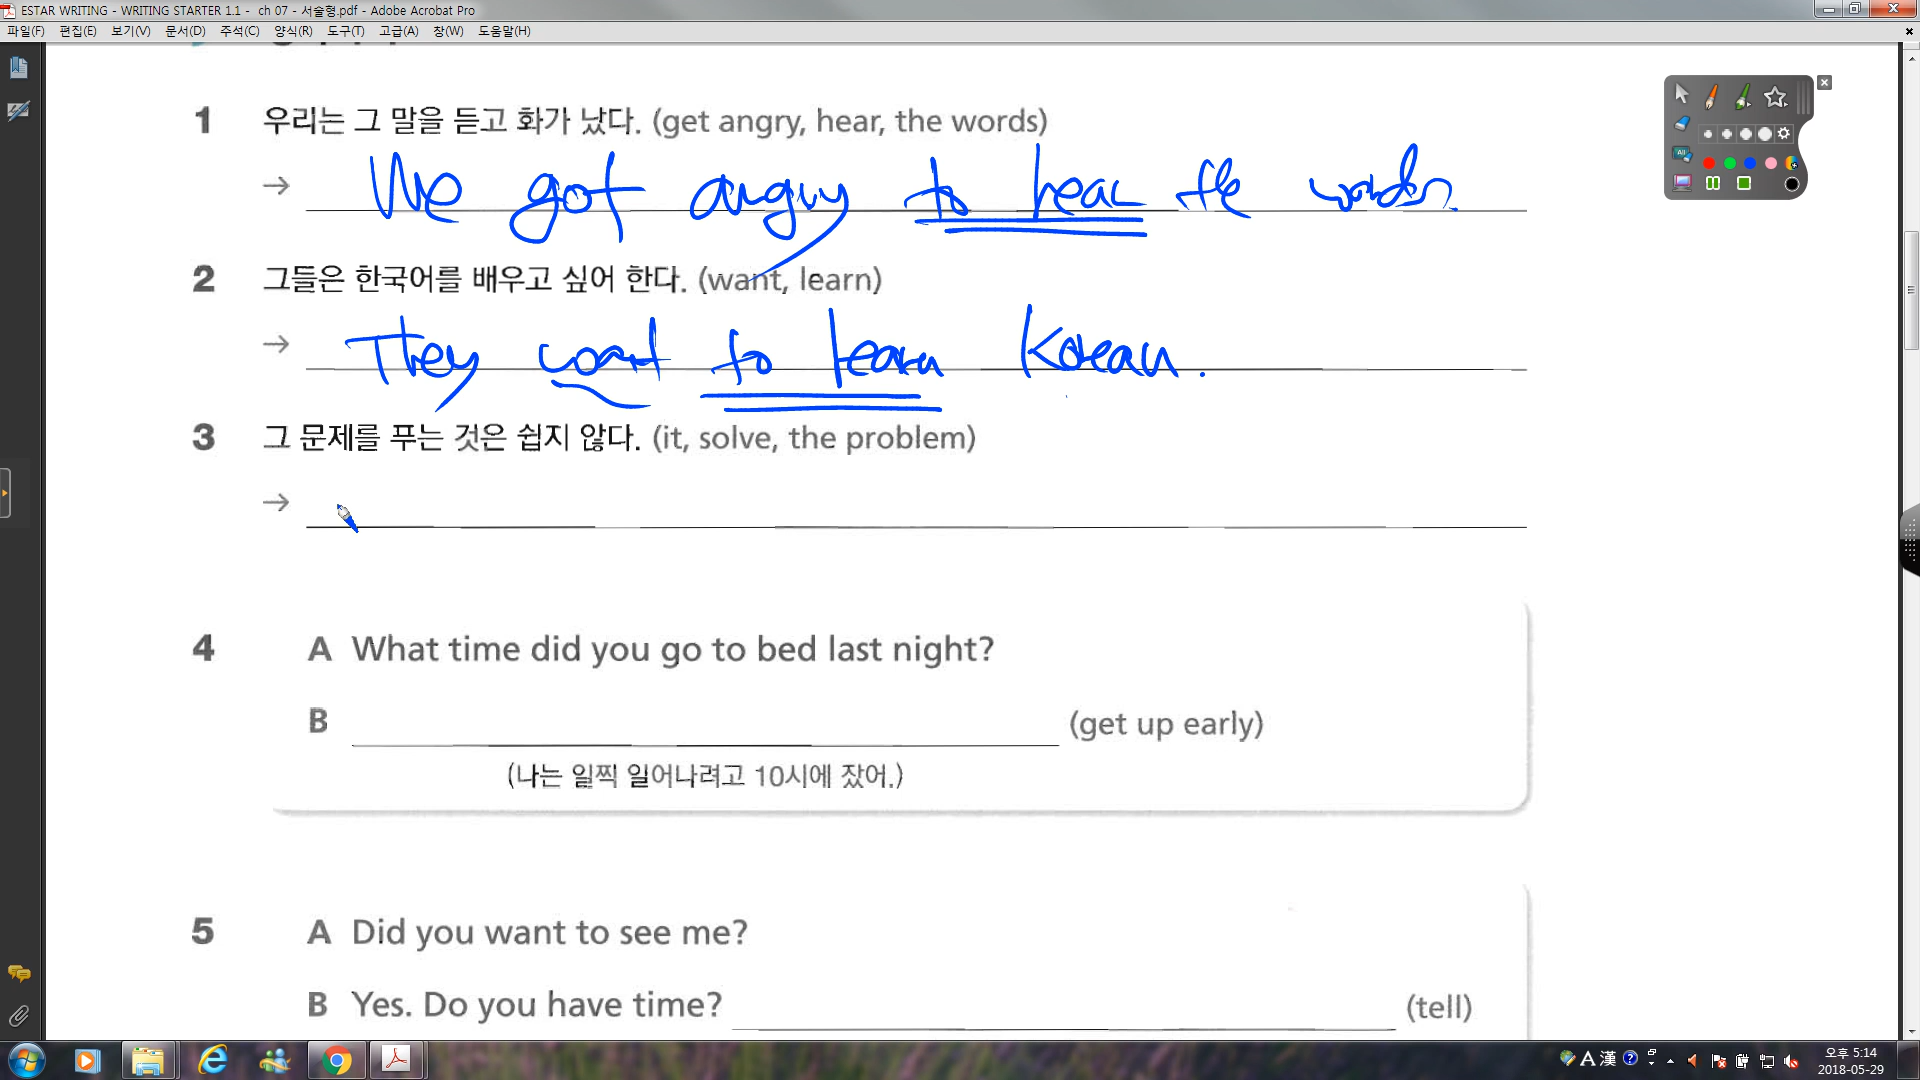 ESTAR WRITING - WRITING STARTER 1.1 - ch 07 - 서술형.pdf - Adobe Acrobat Pro
파일(F) 편집(E) 보기(V) 문서(D) 주석(C) 양식(R) 도구(T) 고급(A) 창(W) 도움말(H)
1 우리는 그 말을 듣고 화가 났다. (get angry, hear, the words)
→ We got angry to hear the words.
2 그들은 한국어를 배우고 싶어 한다. (want, learn)
→ They want to learn Korean.
3 그 문제를 푸는 것은 쉽지 않다. (it, solve, the problem)
→
4 A What time did you go to bed last night?
B (get up early)
(나는 일찍 일어나려고 10시에 잤어.)
5 A Did you want to see me?
B Yes. Do you have time? (tell)
A 漢
오후 5:14
2018-05-29